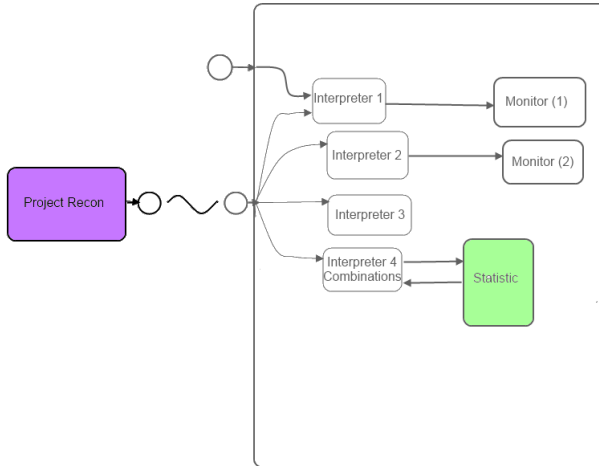 Interpreter 1
Monitor (1)
Interpreter 2
Monitor (2)
Project Recon
Interpreter 3
Interpreter 4
Combinations
Statistic